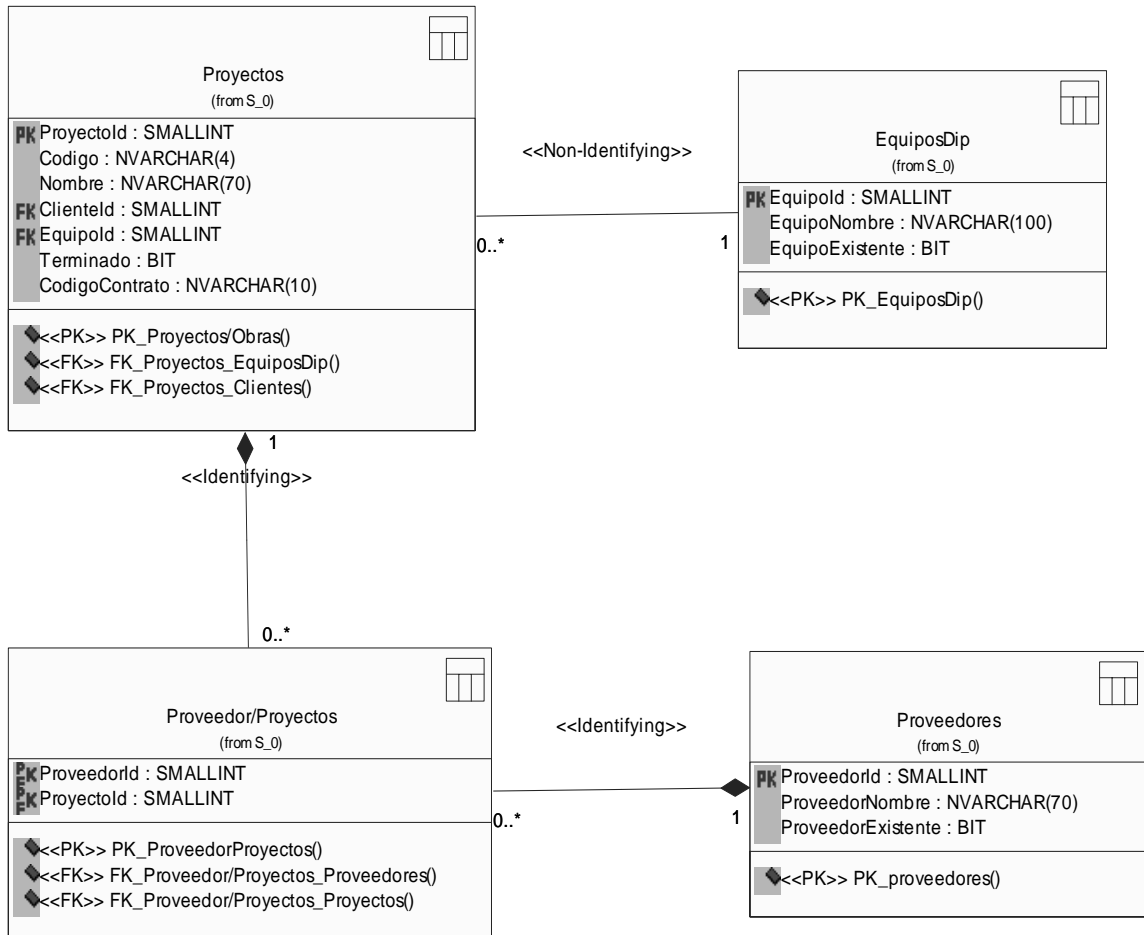 Proyectos
(from S_0)
PK ProyectoId : SMALLINT
Codigo : NVARCHAR(4)
Nombre : NVARCHAR(70)
FK ClienteId : SMALLINT
FK EquipoId : SMALLINT
Terminado : BIT
CodigoContrato : NVARCHAR(10)
<<PK>> PK_Proyectos/Obras()
<<FK>> FK_Proyectos_EquiposDip()
<<FK>> FK_Proyectos_Clientes()
<<Non-Identifying>>
0..*
1
EquiposDip
(from S_0)
PK EquipoId : SMALLINT
EquipoNombre : NVARCHAR(100)
EquipoExistente : BIT
<<PK>> PK_EquiposDip()
1
<<Identifying>>
0..*
Proveedor/Proyectos
(from S_0)
ProveedorId : SMALLINT
ProyectoId : SMALLINT
<<PK>> PK_ProveedorProyectos()
<<FK>> FK_Proveedor/Proyectos_Proveedores()
<<FK>> FK_Proveedor/Proyectos_Proyectos()
<<Identifying>>
0..*
1
Proveedores
(from S_0)
PK ProveedorId : SMALLINT
ProveedorNombre : NVARCHAR(70)
ProveedorExistente : BIT
<<PK>> PK_proveedores()